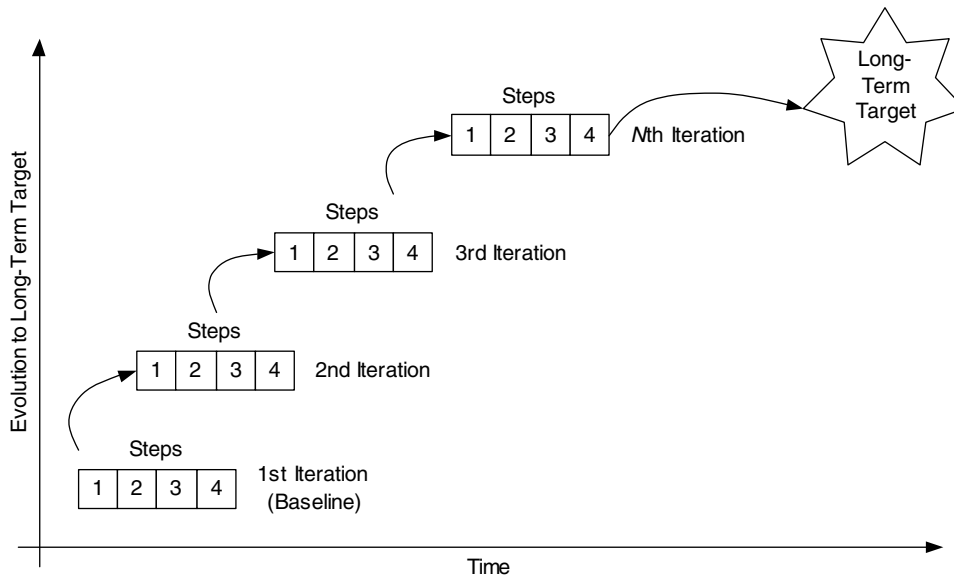 Long-
Term
Target
Steps
1 2 3 4
Nth Iteration
Steps
1 2 3 4
3rd Iteration
Steps
1 2 3 4
2nd Iteration
Steps
1 2 3 4
1st Iteration
(Baseline)
Evolution to Long-Term Target
Time